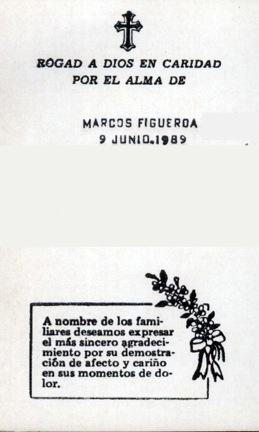 ROGAD A DIOS EN CARIDAD
POR EL ALMA DE
MARCOS FIGUEROA
9 JUNIO.1989
A nombre de los fami-
liares deseamos expresar
el más sincero agradeci-
miento por su demostra-
ción de afecto y cariño
en sus momentos de do-
lor.